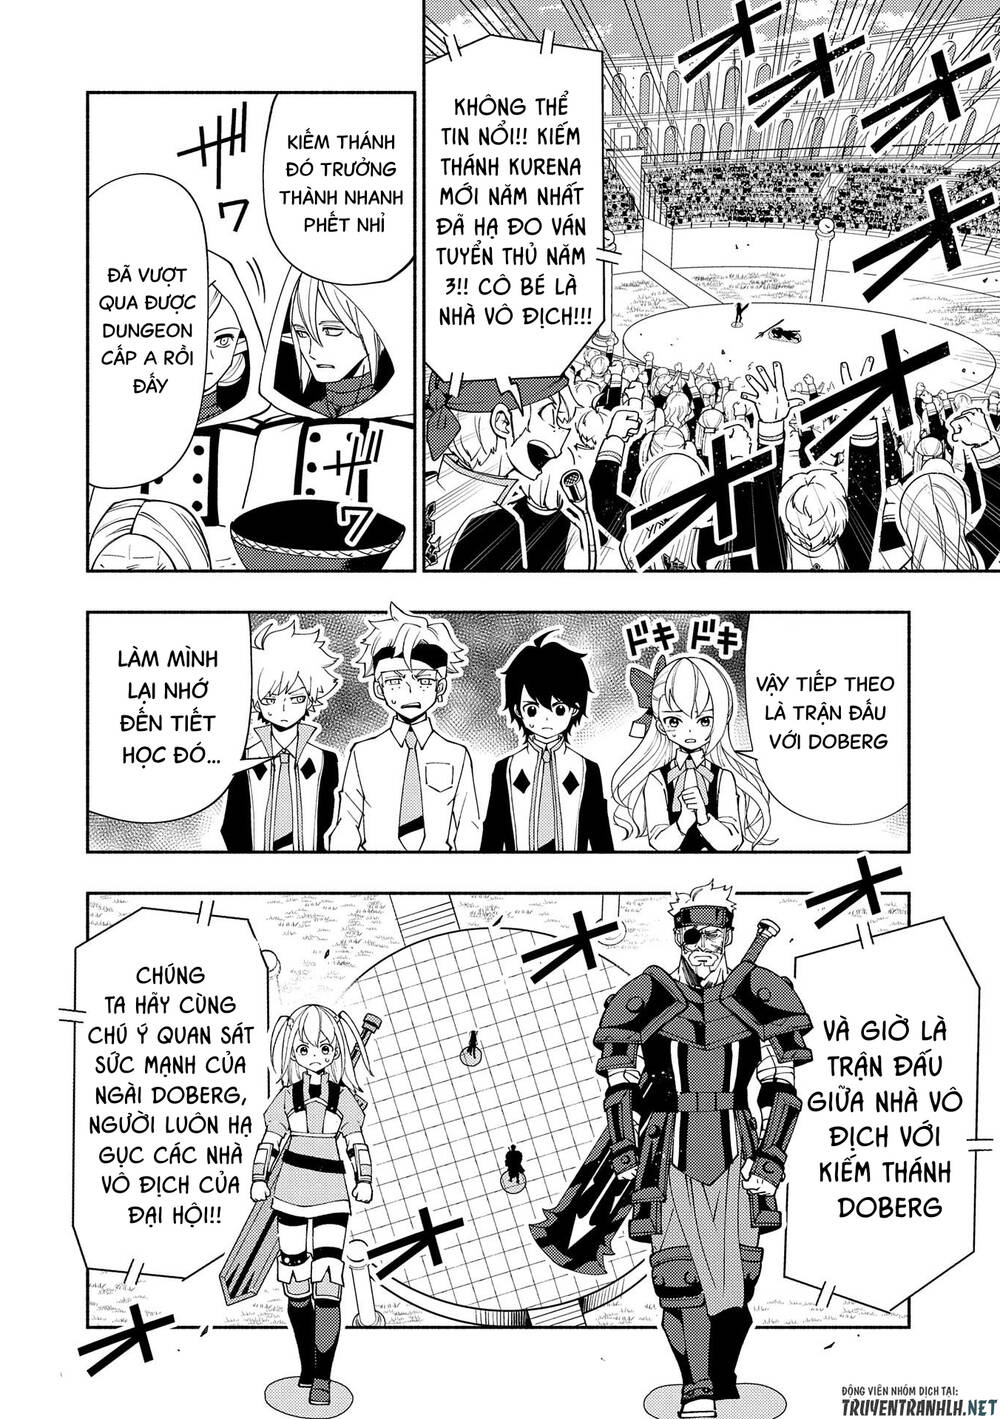 KHÔNG THỂ
TIN NỔI!! KIẾM
THÁNH KURENA
MỚI NĂM NHẤT
ĐÃ HẠ ĐO VÁN
TUYỂN THỦ NĂM
3!! CÔ BÉ LÀ
NHÀ VÔ ĐỊCH!!!
KIẾM THÁNH
ĐÓ TRƯỞNG
THÀNH NHANH
PHẾT NHỈ
ĐÃ VƯỢT
QUA ĐƯỢC
DUNGEON
CẤP A RỒI
ĐẤY
ザワ
ザワ
ドキ ドキ
VẬY TIẾP THEO
LÀ TRẬN ĐẤU
VỚI DOBERG
LÀM MÌNH
LẠI NHỚ
ĐẾN TIẾT
HỌC ĐÓ...
VÀ GIỜ LÀ
TRẬN ĐẤU
GIỮA NHÀ VÔ
ĐỊCH VỚI
KIẾM THÁNH
DOBERG
CHÚNG
TA HÃY CÙNG
CHÚ Ý QUAN SÁT
SỨC MẠNH CỦA
NGÀI DOBERG,
NGƯỜI LUÔN HẠ
GỤC CÁC NHÀ
VÔ ĐỊCH CỦA
ĐẠI HỘI!!
ĐỘNG VIÊN NHÓM DỊCH TẠI:
TRUYENTRANHLH.NET